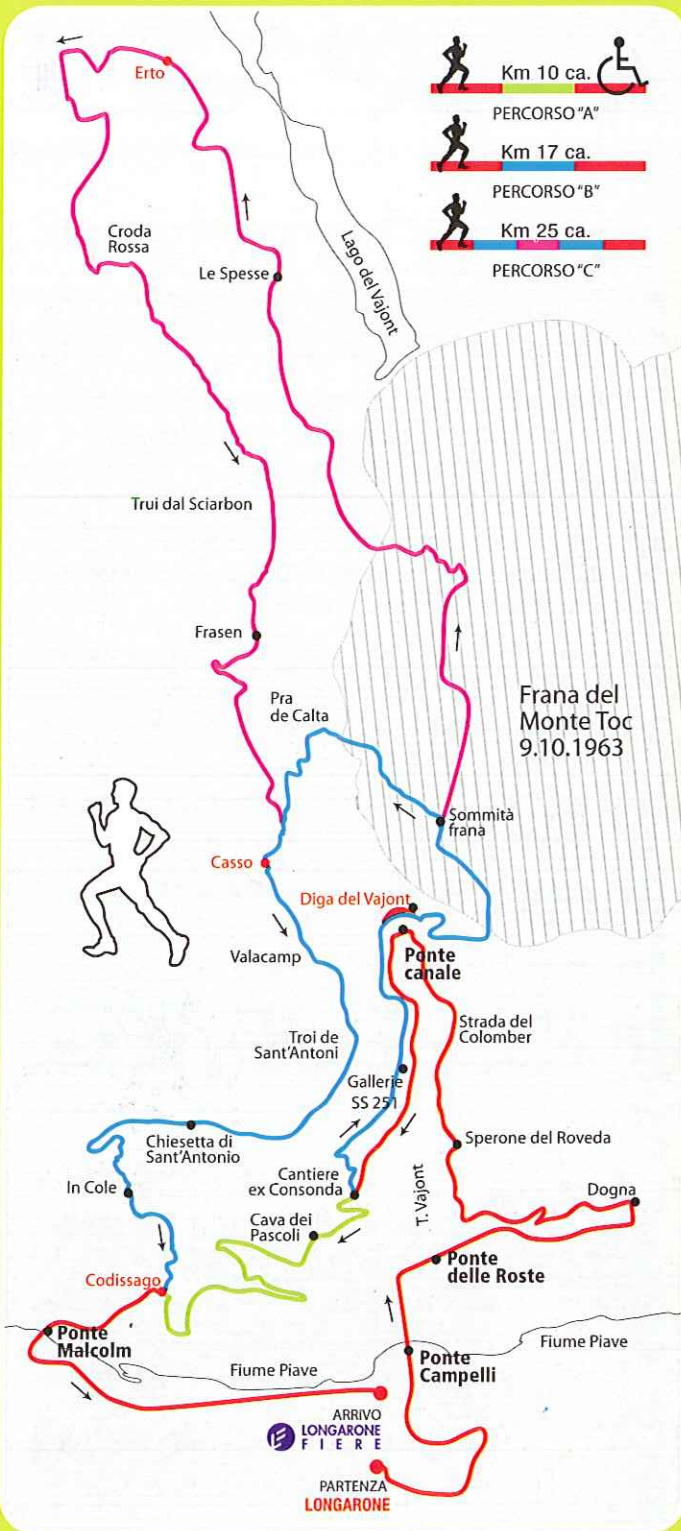 Km 10 ca.
PERCORSO "A"
Km 17 ca.
PERCORSO "B"
Km 25 ca.
PERCORSO "C"
Erto
Croda
Rossa
Le Spesse
Lago del Vajont
Trui dal Sciarbon
Frasen
Pra
de Calta
Frana del
Monte Toc
9.10.1963
Sommità
frana
Casso
Diga del Vajont
Valacamp
Ponte
canale
Troi de
Sant'Antoni
Strada del
Colomber
Gallerie
SS 251
Chiesetta di
Sant'Antonio
Sperone del Roveda
In Cole
Cantiere
ex Consonda
T. Vajont
Dogna
Cava dei
Pascoli
Ponte
delle Roste
Codissago
Ponte
Malcolm
Fiume Piave
Ponte
Campelli
Fiume Piave
ARRIVO
LONGARONE
FIERE
PARTENZA
LONGARONE